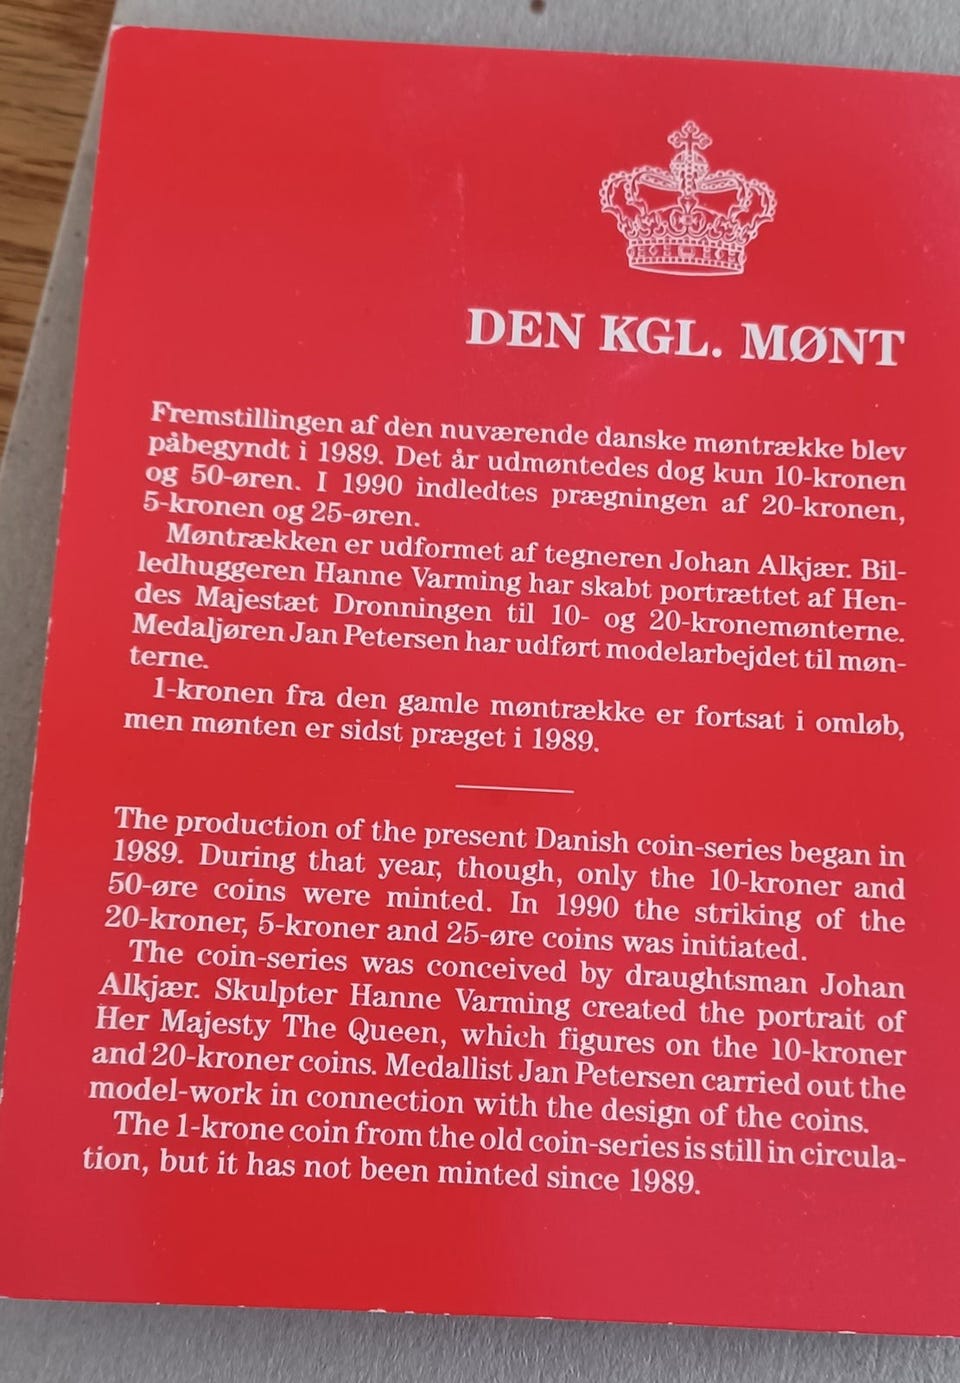 DEN KGL. MØNT
Fremstillingen af den nuværende danske møntrække blev
påbegyndt i 1989. Det år udmøntedes dog kun 10-kronen
og 50-øren. I 1990 indledtes prægningen af 20-kronen,
5-kronen og 25-øren.
Møntrækken er udformet af tegneren Johan Alkjær. Bil-
ledhuggeren Hanne Varming har skabt portrættet af Hen-
des Majestæt Dronningen til 10- og 20-kronemønterne.
Medaljøren Jan Petersen har udført modelarbejdet til møn-
terne.
1-kronen fra den gamle møntrække er fortsat i omløb,
men mønten er sidst præget i 1989.
The production of the present Danish coin-series began in
1989. During that year, though, only the 10-kroner and
50-øre coins were minted. In 1990 the striking of the
20-kroner, 5-kroner and 25-øre coins was initiated.
The coin-series was conceived by draughtsman Johan
Alkjær. Skulpter Hanne Varming created the portrait of
Her Majesty The Queen, which figures on the 10-kroner
and 20-kroner coins. Medallist Jan Petersen carried out the
model-work in connection with the design of the coins.
The 1-krone coin from the old coin-series is still in circula-
tion, but it has not been minted since 1989.